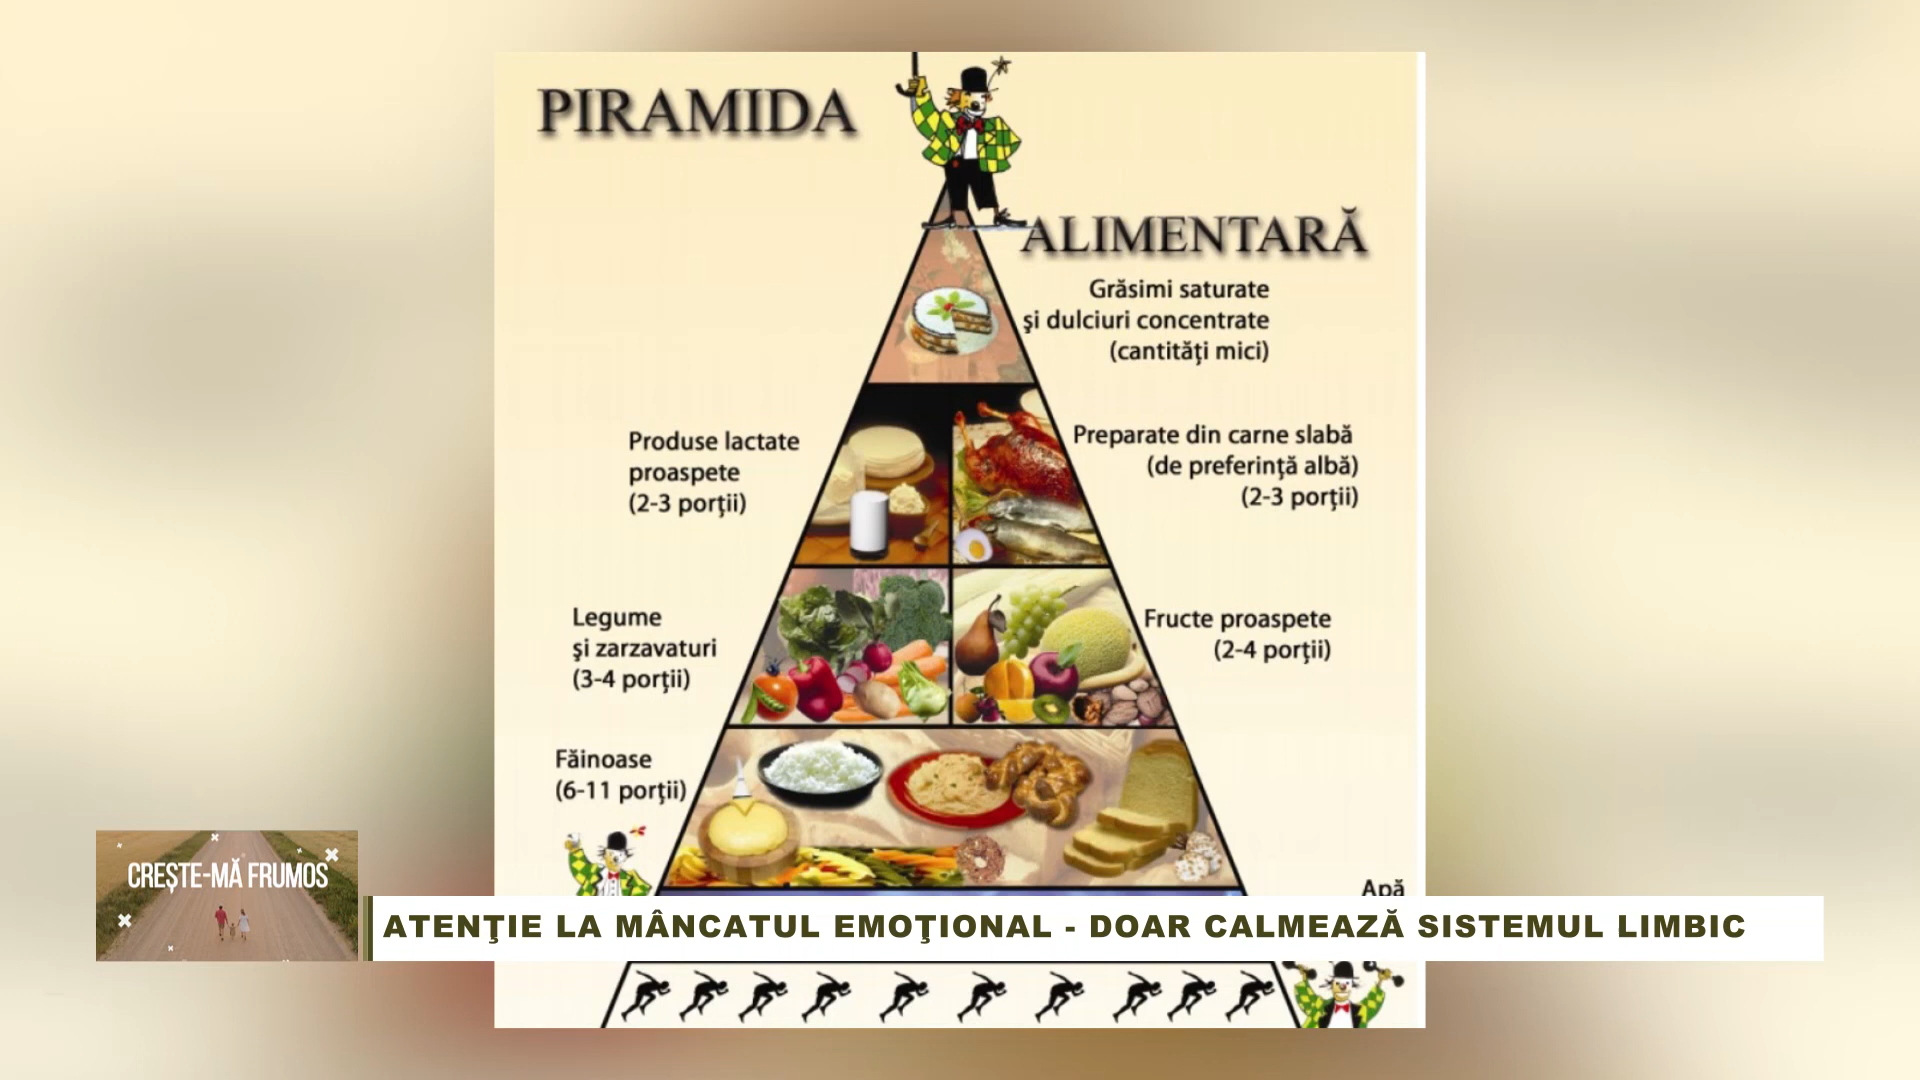 PIRAMIDA
ALIMENTARĂ
Grăsimi saturate
şi dulciuri concentrate
(cantităţi mici)
Produse lactate
proaspete
(2-3 porţii)
Preparate din carne slabă
(de preferinţă albă)
(2-3 porţii)
Legume
şi zarzavaturi
(3-4 porţii)
Fructe proaspete
(2-4 porţii)
Făinoase
(6-11 porţii)
Apă
CREȘTE-MĂ FRUMOS
ATENŢIE LA MÂNCATUL EMOŢIONAL - DOAR CALMEAZĂ SISTEMUL LIMBIC